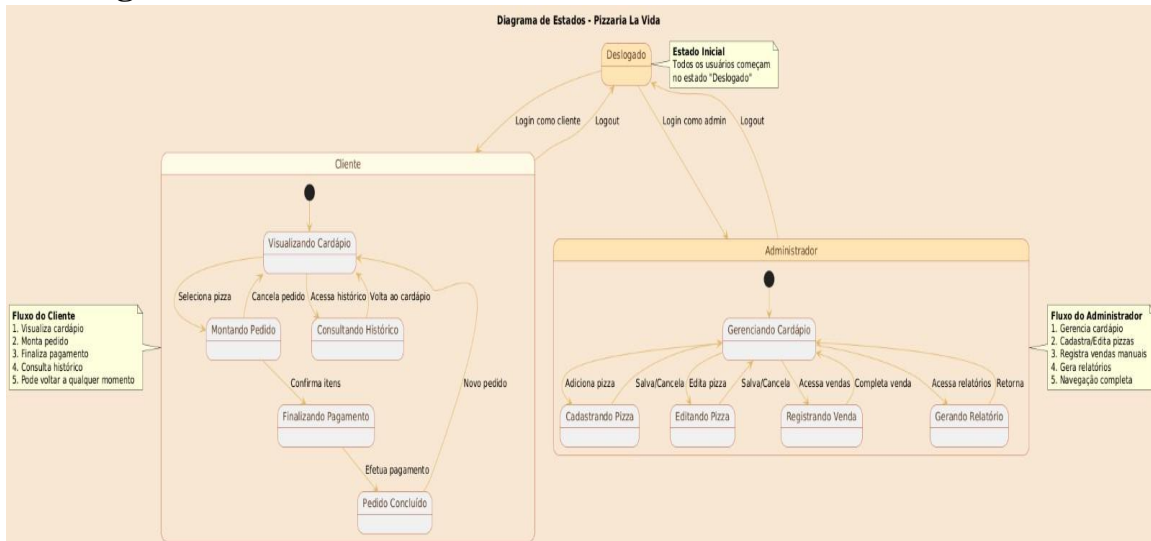 Diagrama de Estados - Pizzaria La Vida
Deslogado
Estado Inicial
Todos os usuários começam
no estado "Deslogado"
Login como cliente
Logout
Login como admin
Logout
Cliente
Visualizando Cardápio
Seleciona pizza
Cancela pedido
Acessa histórico
Volta ao cardápio
Montando Pedido
Consultando Histórico
Confirma itens
Novo pedido
Finalizando Pagamento
Efetua pagamento
Pedido Concluído
Fluxo do Cliente
1. Visualiza cardápio
2. Monta pedido
3. Finaliza pagamento
4. Consulta histórico
5. Pode voltar a qualquer momento
Administrador
Gerenciando Cardápio
Adiciona pizza
Salva/Cancela
Edita pizza
Salva/Cancela
Acessa vendas
Completa venda
Acessa relatórios
Retorna
Cadastrando Pizza
Editando Pizza
Registrando Venda
Gerando Relatório
Fluxo do Administrador
1. Gerencia cardápio
2. Cadastra/Edita pizzas
3. Registra vendas manuais
4. Gera relatórios
5. Navegação completa